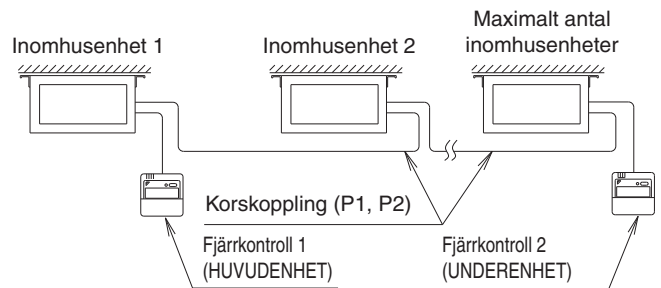 Inomhusenhet 1
Inomhusenhet 2
Maximalt antal
inomhusenheter
Korskoppling (P1, P2)
Fjärrkontroll 1
(HUVUDENHET)
Fjärrkontroll 2
(UNDERENHET)